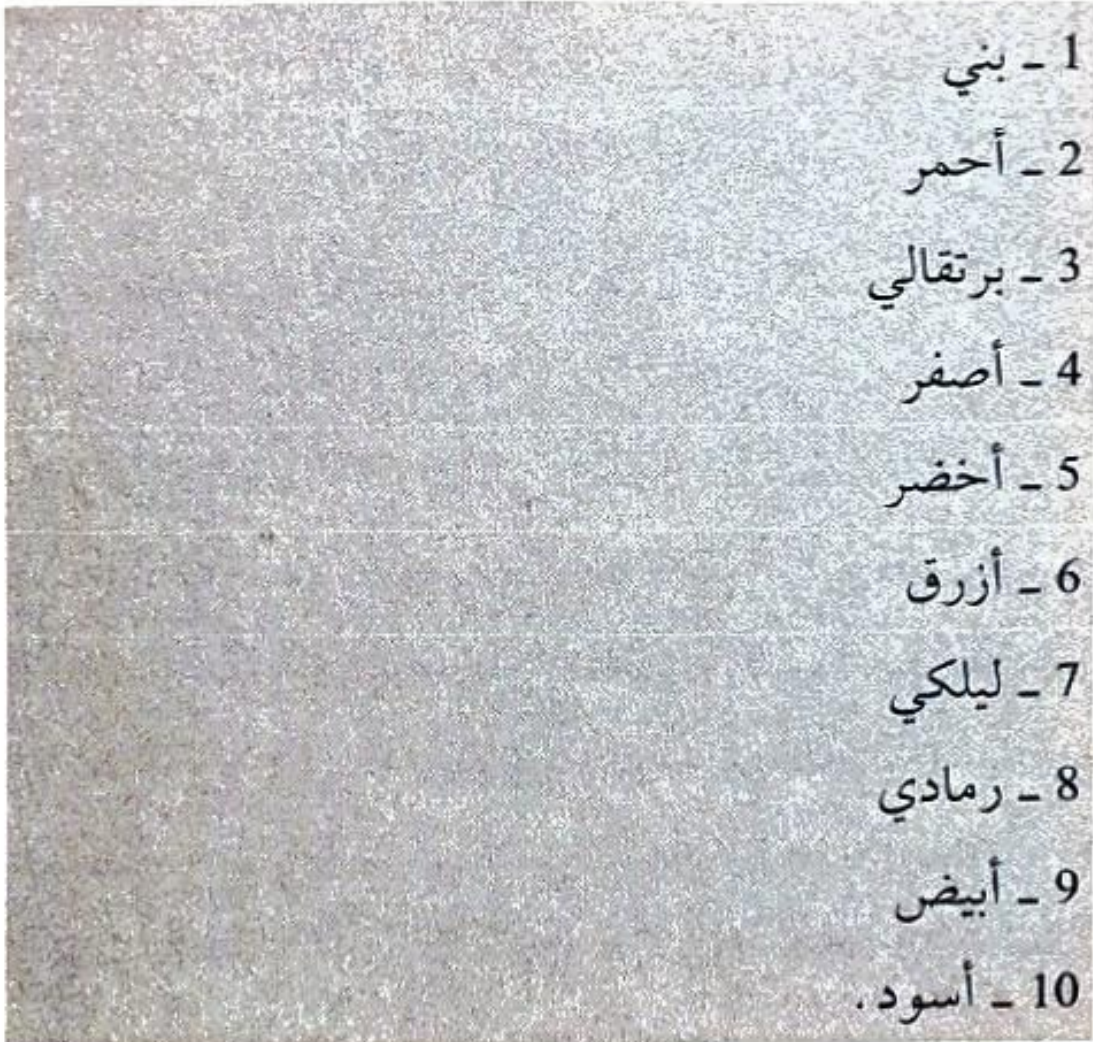 1 ـ بني
2 ـ أحمر
3 ـ برتقالي
4 ـ أصفر
5 ـ أخضر
6 ـ أزرق
7 ـ ليلكي
8 ـ رمادي
9 ـ أبيض
10 ـ أسود.